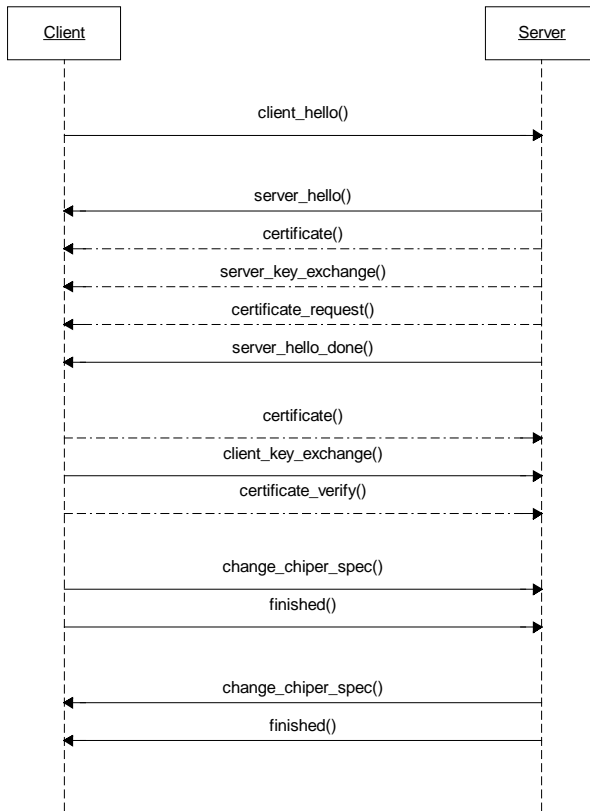 Client
Server
client_hello()
server_hello()
certificate()
server_key_exchange()
certificate_request()
server_hello_done()
certificate()
client_key_exchange()
certificate_verify()
change_chiper_spec()
finished()
change_chiper_spec()
finished()